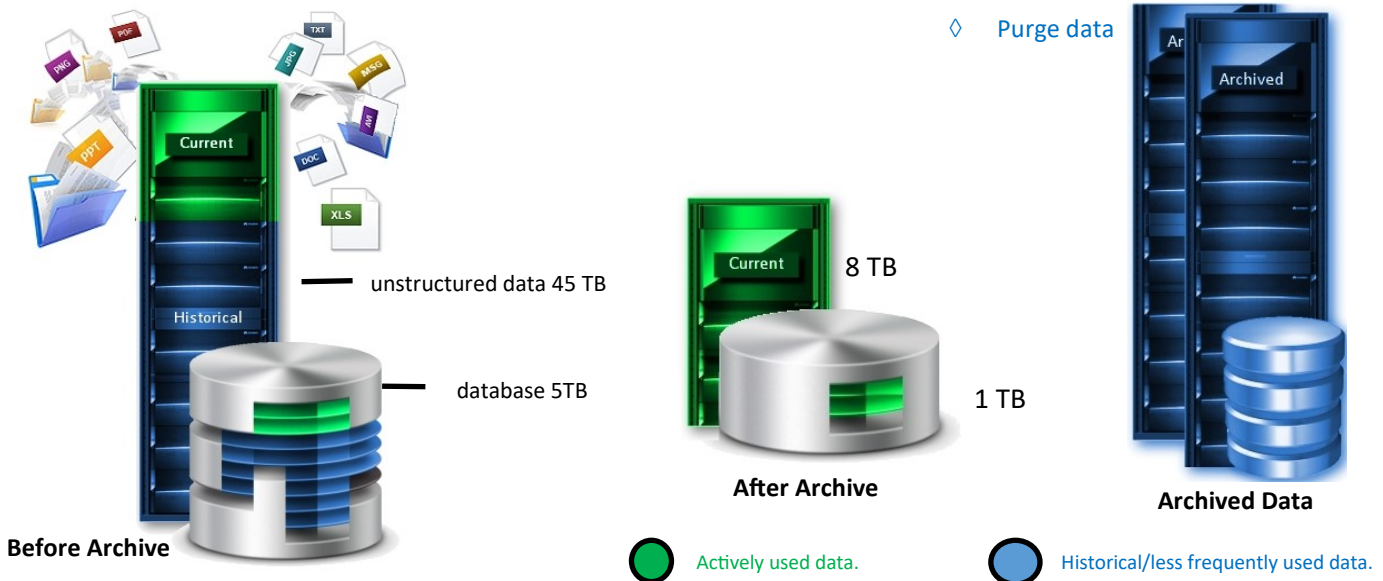 ◊ Purge data
PDF
TXT
PNG
JPG
MSG
AVI
PPT
DOC
XLS
Current
Historical
unstructured data 45 TB
database 5TB
Before Archive
Current
8 TB
1 TB
After Archive
Ar
Archived
Archived Data
Actively used data.
Historical/less frequently used data.